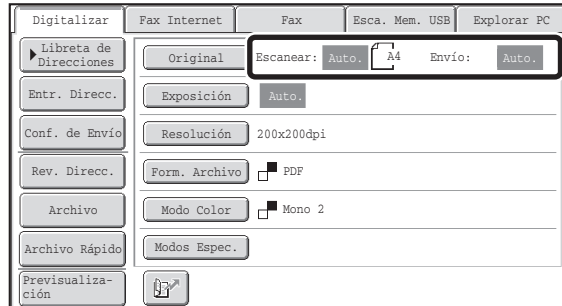 Digitalizar Fax Internet Fax Esca. Mem. USB Explorar PC
Libreta de
Direcciones
Original Escanear: Auto. A4 Envío: Auto.
Entr. Direcc.
Exposición Auto.
Conf. de Envío
Resolución 200x200dpi
Rev. Direcc.
Form. Archivo PDF
Archivo
Modo Color Mono 2
Archivo Rápido
Modos Espec.
Previsualiza-
ción